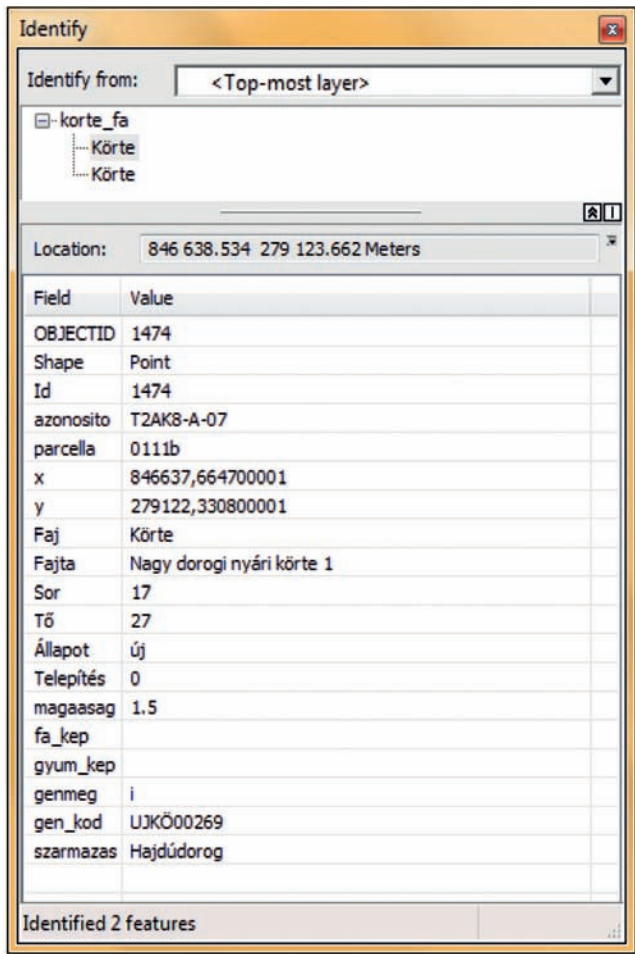 Identify
Identify from: <Top-most layer>
korte_fa
Körte
Körte
Location: 846 638.534 279 123.662 Meters
Field Value
OBJECTID 1474
Shape Point
Id 1474
azonosito T2AK8-A-07
parcella 0111b
x 846637,664700001
y 279122,330800001
Faj Körte
Fajta Nagy dorogi nyári körte 1
Sor 17
Tő 27
Állapot új
Telepítés 0
magaasag 1.5
fa_kep
gyum_kep
genmeg i
gen_kod UJKÖ00269
szarmazas Hajdúdorog
Identified 2 features